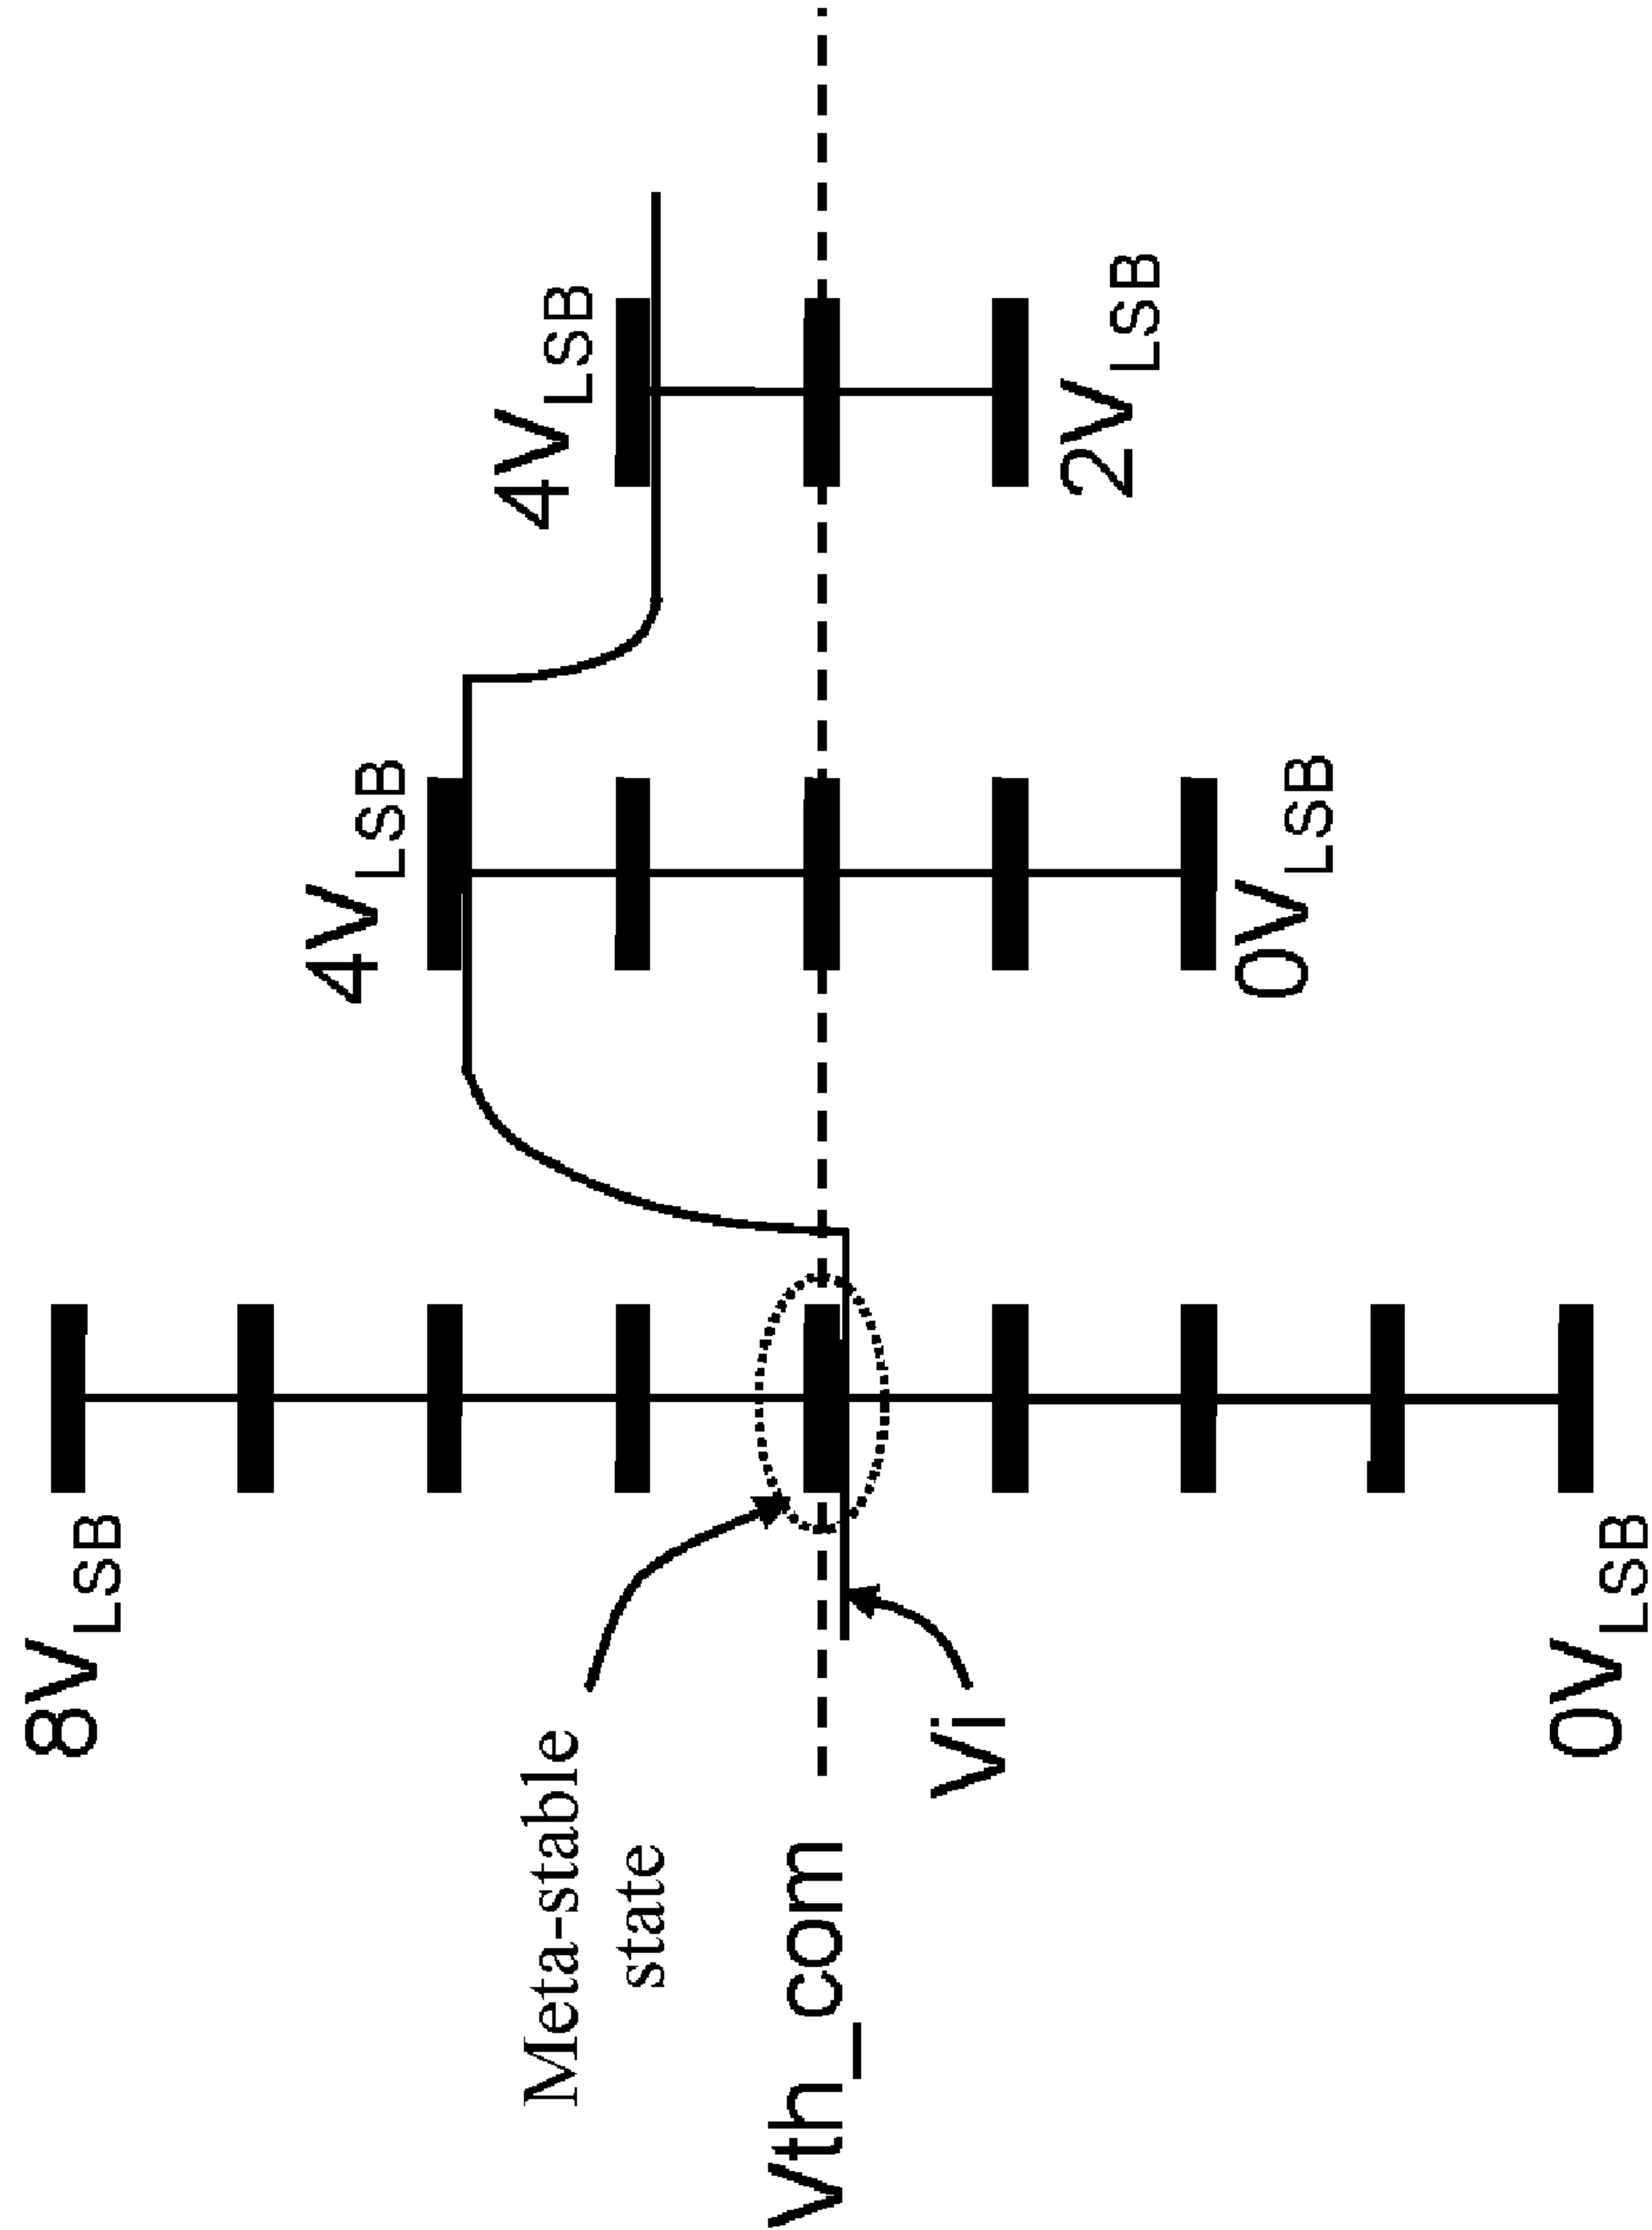 8V_LSB
Meta-stable
state
Vth_com
Vi
0V_LSB
4V_LSB
0V_LSB
4V_LSB
2V_LSB